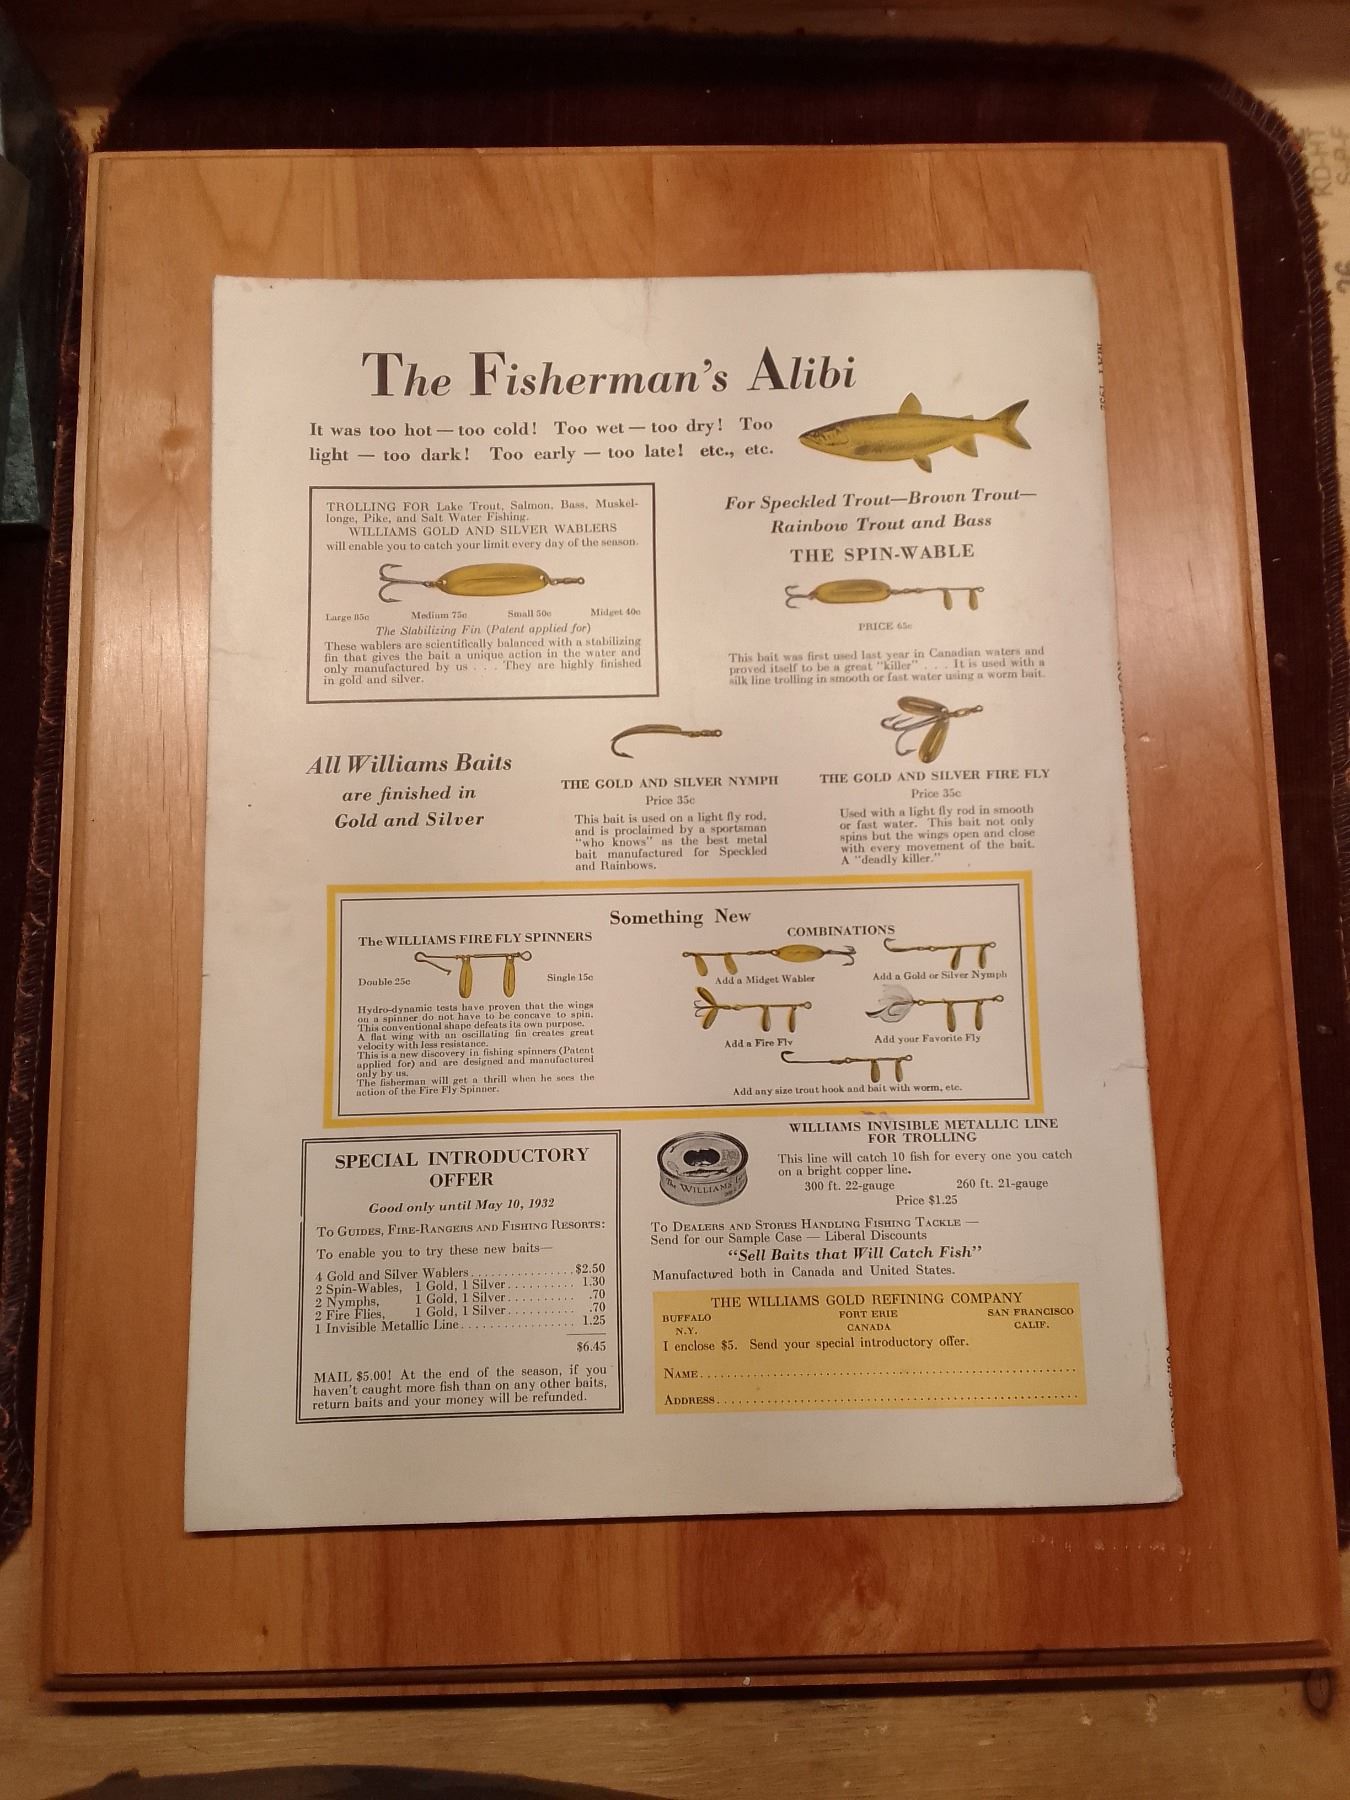 The Fisherman's Alibi
It was too hot — too cold! Too wet — too dry! Too
light — too dark! Too early — too late! etc., etc.
TROLLING FOR Lake Trout, Salmon, Bass, Muskel-
longe, Pike, and Salt Water Fishing.
WILLIAMS GOLD AND SILVER WABLERS
will enable you to catch your limit every day of the season.
Large 85c Medium 75c Small 50c Midget 40c
The Stabilizing Fin (Patent applied for)
These wablers are scientifically balanced with a stabilizing
fin that gives the bait a unique action in the water and
only manufactured by us . . . They are highly finished
in gold and silver.
For Speckled Trout—Brown Trout—
Rainbow Trout and Bass
THE SPIN-WABLE
PRICE 65c
This bait was first used last year in Canadian waters and
proved itself to be a great "killer" . . . It is used with a
silk line trolling in smooth or fast water using a worm bait.
All Williams Baits
are finished in
Gold and Silver
THE GOLD AND SILVER NYMPH
Price 35c
This bait is used on a light fly rod,
and is proclaimed by a sportsman
"who knows" as the best metal
bait manufactured for Speckled
and Rainbows.
THE GOLD AND SILVER FIRE FLY
Price 35c
Used with a light fly rod in smooth
or fast water. This bait not only
spins but the wings open and close
with every movement of the bait.
A "deadly killer."
Something New
The WILLIAMS FIRE FLY SPINNERS
Double 25c Single 15c
Hydro-dynamic tests have proven that the wings
on a spinner do not have to be concave to spin.
This conventional shape defeats its own purpose.
A flat wing with an oscillating fin creates great
velocity with less resistance.
This is a new discovery in fishing spinners (Patent
applied for) and are designed and manufactured
only by us.
The fisherman will get a thrill when he sees the
action of the Fire Fly Spinner.
COMBINATIONS
Add a Midget Wabler
Add a Gold or Silver Nymph
Add a Fire Fly
Add your Favorite Fly
Add any size trout hook and bait with worm, etc.
SPECIAL INTRODUCTORY
OFFER
Good only until May 10, 1932
TO GUIDES, FIRE-RANGERS AND FISHING RESORTS:
To enable you to try these new baits—
4 Gold and Silver Wablers . . . . . . . . . . . . . . $2.50
2 Spin-Wables, 1 Gold, 1 Silver . . . . . . . . . . 1.30
2 Nymphs, 1 Gold, 1 Silver . . . . . . . . . . .70
2 Fire Flies, 1 Gold, 1 Silver . . . . . . . . . . .70
1 Invisible Metallic Line . . . . . . . . . . . . . . . . 1.25
$6.45
MAIL $5.00! At the end of the season, if you
haven't caught more fish than on any other baits,
return baits and your money will be refunded.
The WILLIAMS
WILLIAMS INVISIBLE METALLIC LINE
FOR TROLLING
This line will catch 10 fish for every one you catch
on a bright copper line.
300 ft. 22-gauge 260 ft. 21-gauge
Price $1.25
TO DEALERS AND STORES HANDLING FISHING TACKLE —
Send for our Sample Case — Liberal Discounts
"Sell Baits that Will Catch Fish"
Manufactured both in Canada and United States.
THE WILLIAMS GOLD REFINING COMPANY
BUFFALO FORT ERIE SAN FRANCISCO
N.Y. CANADA CALIF.
I enclose $5. Send your special introductory offer.
NAME . . . . . . . . . . . . . . . . . . . . . . . . . . . . . . . . . . . . . . . .
ADDRESS . . . . . . . . . . . . . . . . . . . . . . . . . . . . . . . . . . . . . .